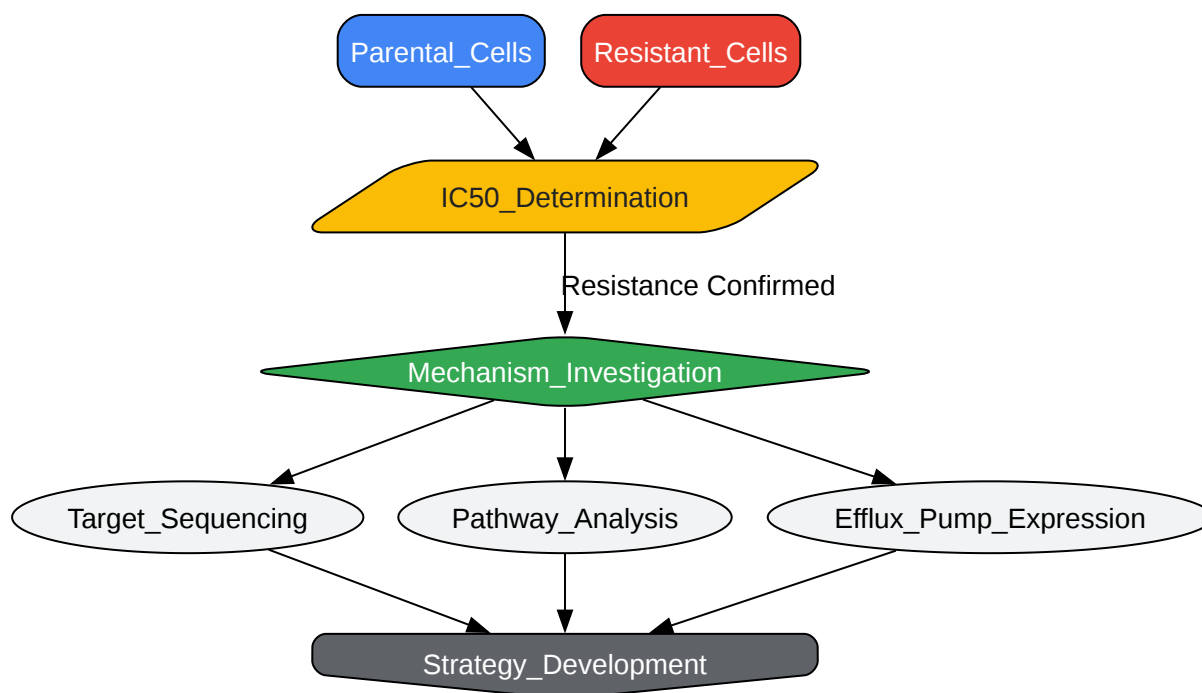 Parental_Cells
Resistant_Cells
IC50_Determination
Resistance Confirmed
Mechanism_Investigation
Target_Sequencing
Pathway_Analysis
Efflux_Pump_Expression
Strategy_Development